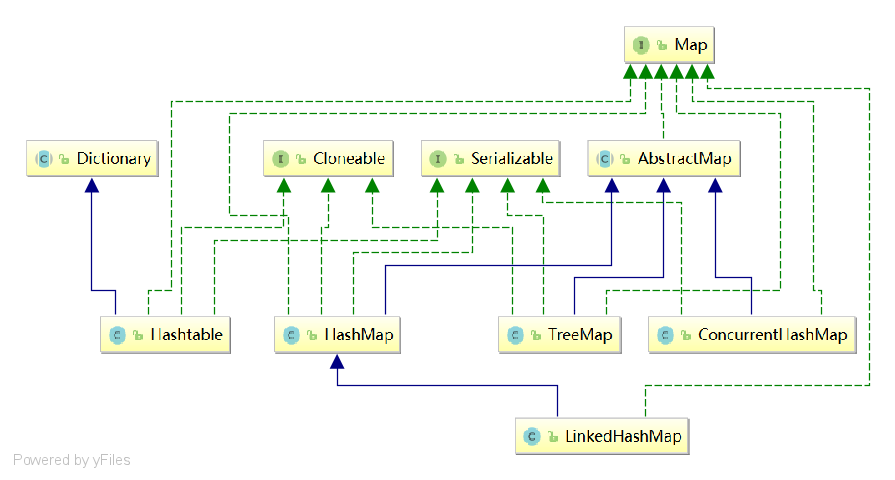 Map
Dictionary
Cloneable
Serializable
AbstractMap
Hashtable
HashMap
TreeMap
ConcurrentHashMap
LinkedHashMap
Powered by yFiles